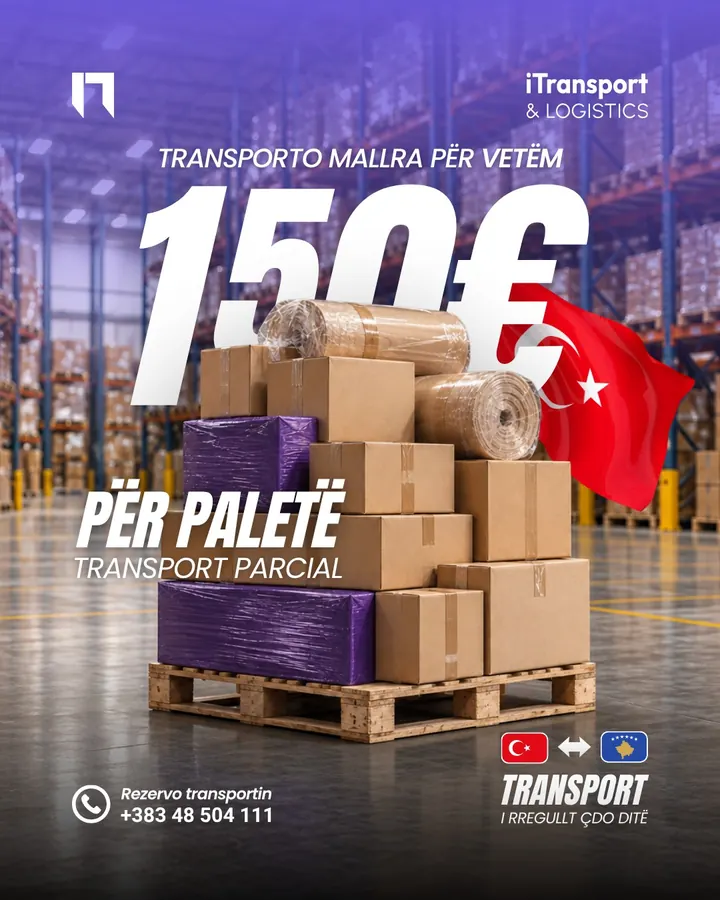 iTransport
& LOGISTICS
TRANSPORTO MALLRA PËR VETËM
150€
PËR PALETË
TRANSPORT PARCIAL
Rezervo transportin
+383 48 504 111
TRANSPORT
I RREGULLT ÇDO DITË